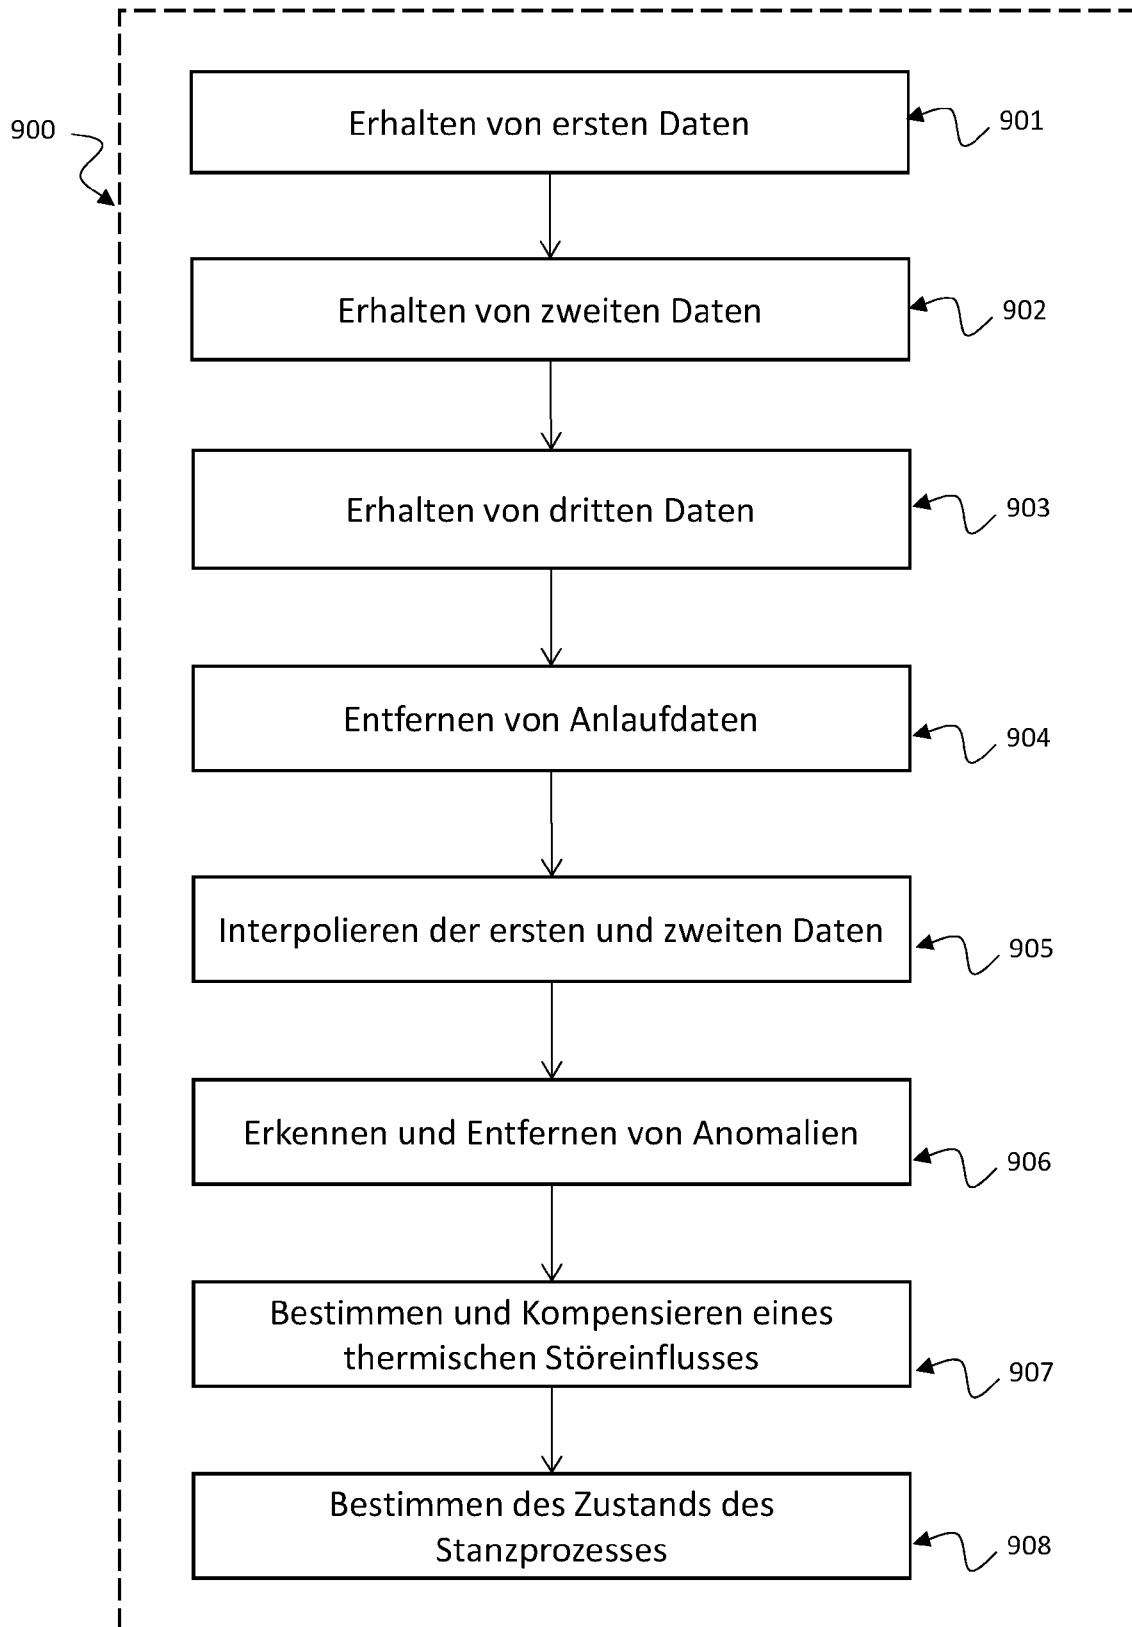 900
Erhalten von ersten Daten
901
Erhalten von zweiten Daten
902
Erhalten von dritten Daten
903
Entfernen von Anlaufdaten
904
Interpolieren der ersten und zweiten Daten
905
Erkennen und Entfernen von Anomalien
906
Bestimmen und Kompensieren eines
thermischen Störeinflusses
907
Bestimmen des Zustands des
Stanzprozesses
908